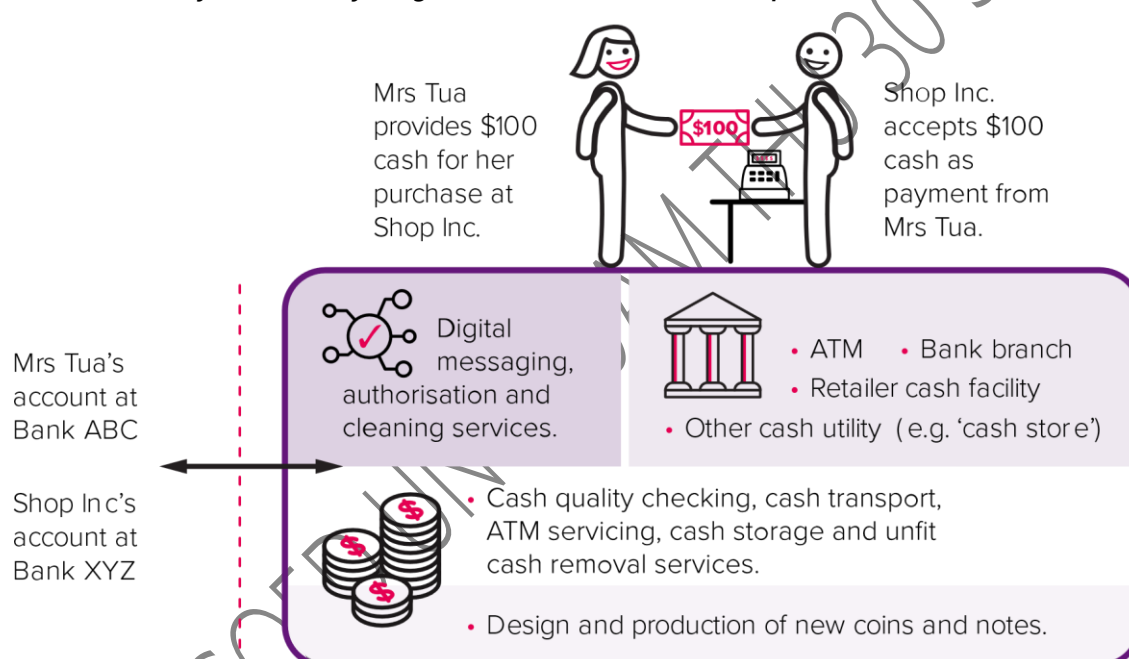 Mrs Tua
provides $100
cash for her
purchase at
Shop Inc.
$100
Shop Inc.
accepts $100
cash as
payment from
Mrs Tua.
Mrs Tua's
account at
Bank ABC
Shop Inc's
account at
Bank XYZ
Digital
messaging,
authorisation and
cleaning services.
• ATM • Bank branch
• Retailer cash facility
• Other cash utility (e.g. 'cash store')
• Cash quality checking, cash transport,
ATM servicing, cash storage and unfit
cash removal services.
$
$
$
• Design and production of new coins and notes.